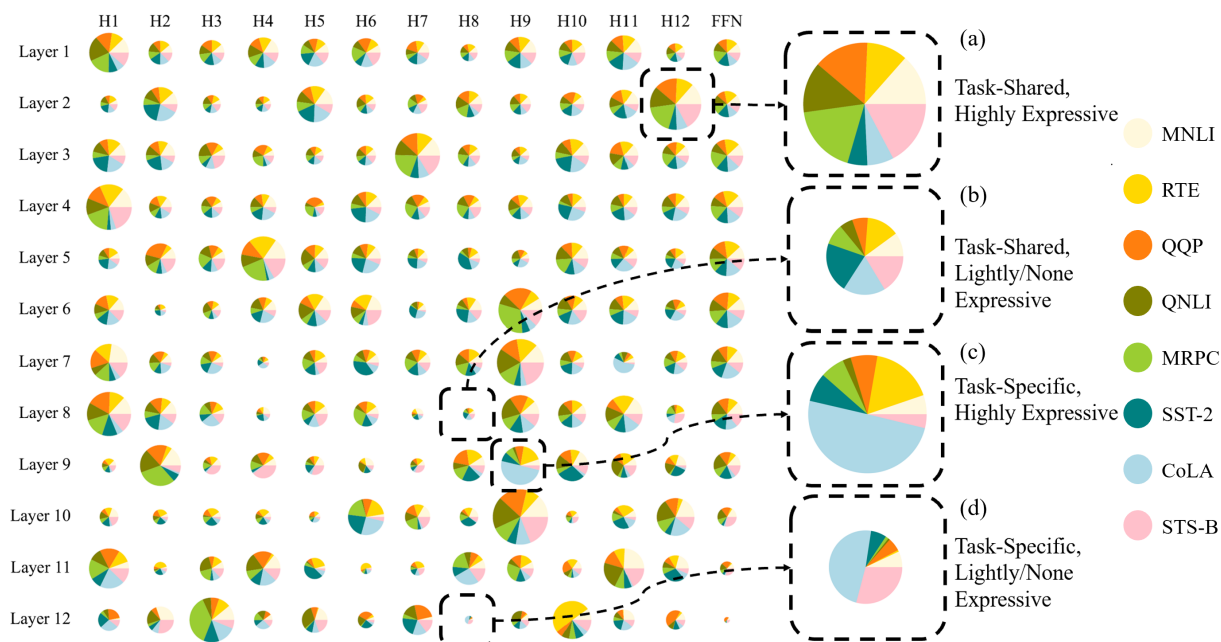 H1 H2 H3 H4 H5 H6 H7 H8 H9 H10 H11 H12 FFN
Layer 1
Layer 2
Layer 3
Layer 4
Layer 5
Layer 6
Layer 7
Layer 8
Layer 9
Layer 10
Layer 11
Layer 12
(a)
Task-Shared,
Highly Expressive
(b)
Task-Shared,
Lightly/None
Expressive
(c)
Task-Specific,
Highly Expressive
(d)
Task-Specific,
Lightly/None
Expressive
MNLI
RTE
QQP
QNLI
MRPC
SST-2
CoLA
STS-B